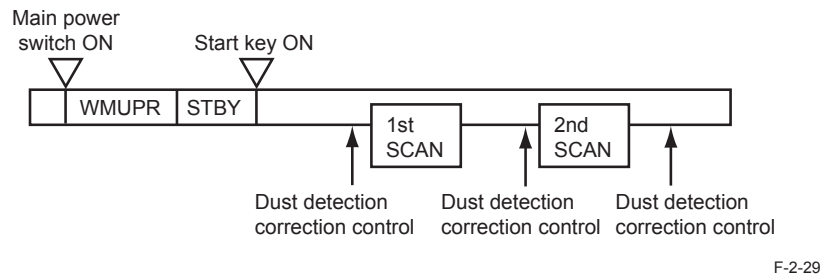 Main power
switch ON
Start key ON
WMUPR
STBY
1st
SCAN
2nd
SCAN
Dust detection
correction control
Dust detection
correction control
Dust detection
correction control
F-2-29